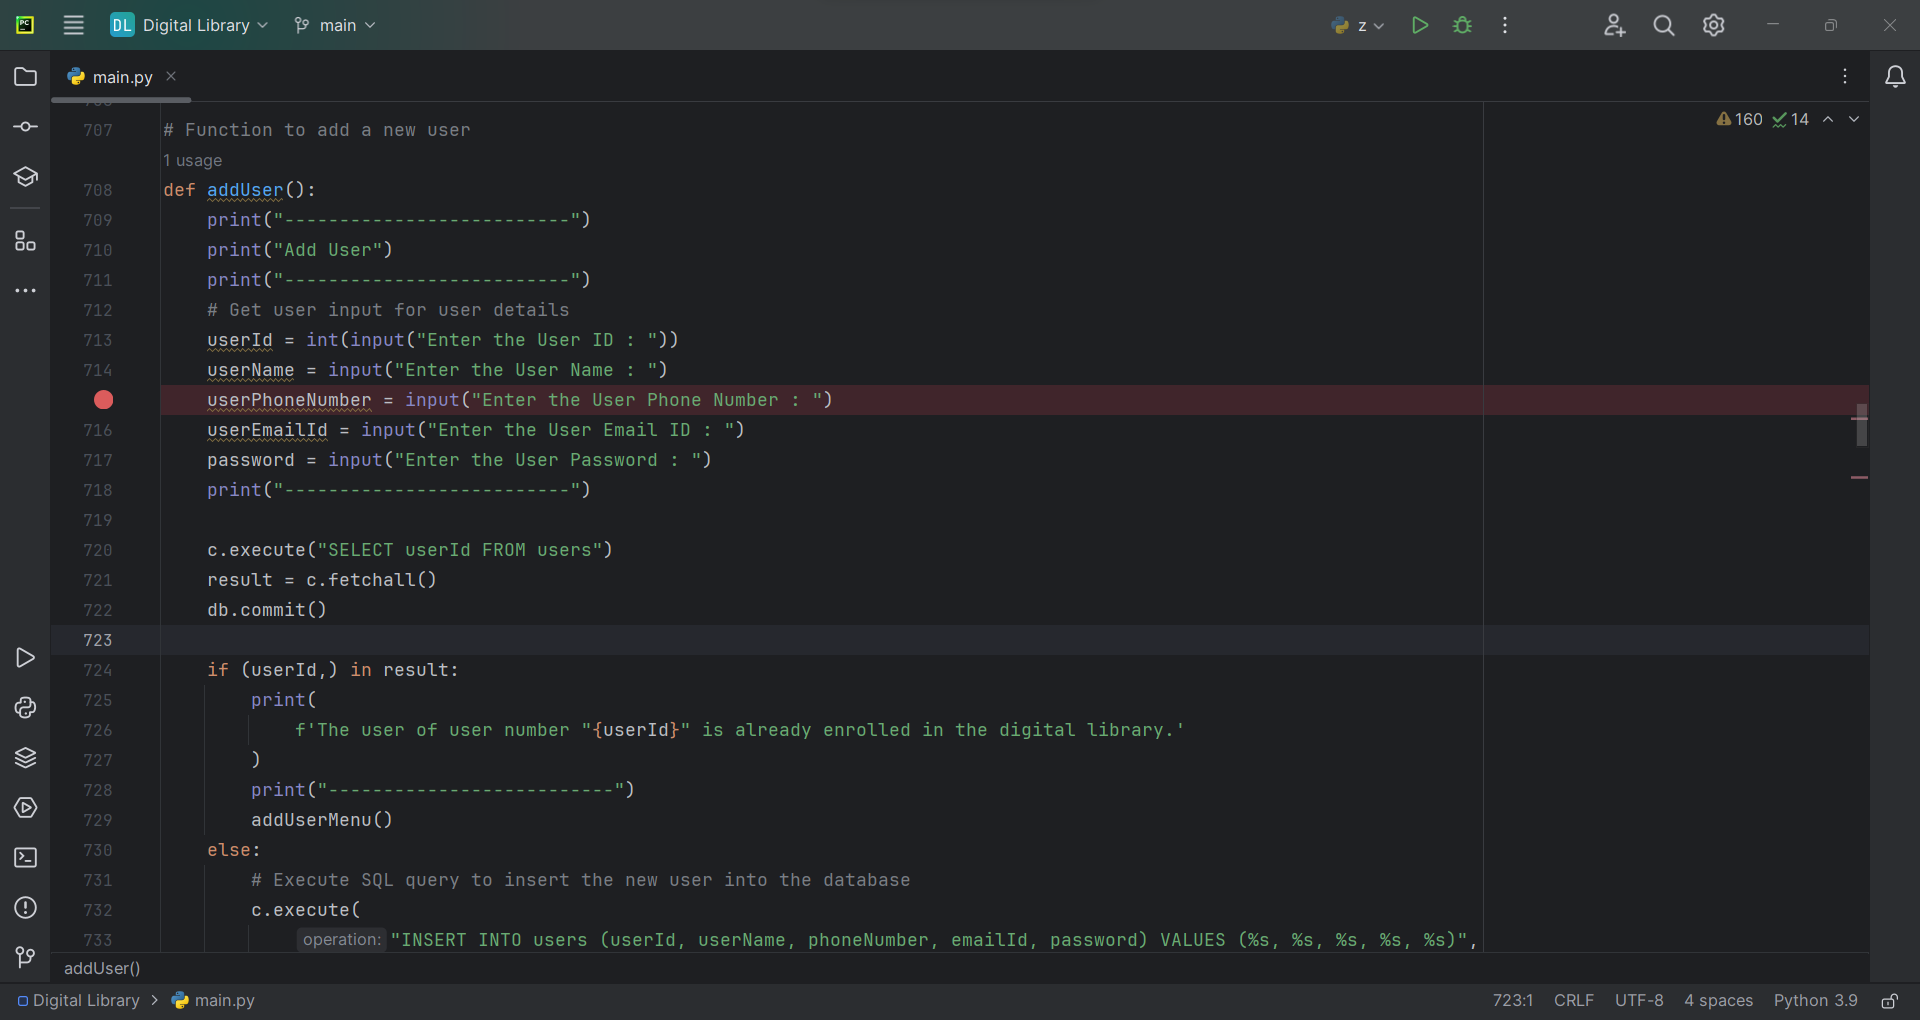 PC DL Digital Library main z
main.py
160 14
707 # Function to add a new user
1 usage
708 def addUser():
709     print("--------------------------")
710     print("Add User")
711     print("--------------------------")
712     # Get user input for user details
713     userId = int(input("Enter the User ID : "))
714     userName = input("Enter the User Name : ")
userPhoneNumber = input("Enter the User Phone Number : ")
716     userEmailId = input("Enter the User Email ID : ")
717     password = input("Enter the User Password : ")
718     print("--------------------------")
719
720     c.execute("SELECT userId FROM users")
721     result = c.fetchall()
722     db.commit()
723
724     if (userId,) in result:
725         print(
726             f'The user of user number "{userId}" is already enrolled in the digital library.'
727         )
728         print("--------------------------")
729         addUserMenu()
730     else:
731         # Execute SQL query to insert the new user into the database
732         c.execute(
733             operation: "INSERT INTO users (userId, userName, phoneNumber, emailId, password) VALUES (%s, %s, %s, %s, %s)",
addUser()
Digital Library > main.py 723:1 CRLF UTF-8 4 spaces Python 3.9